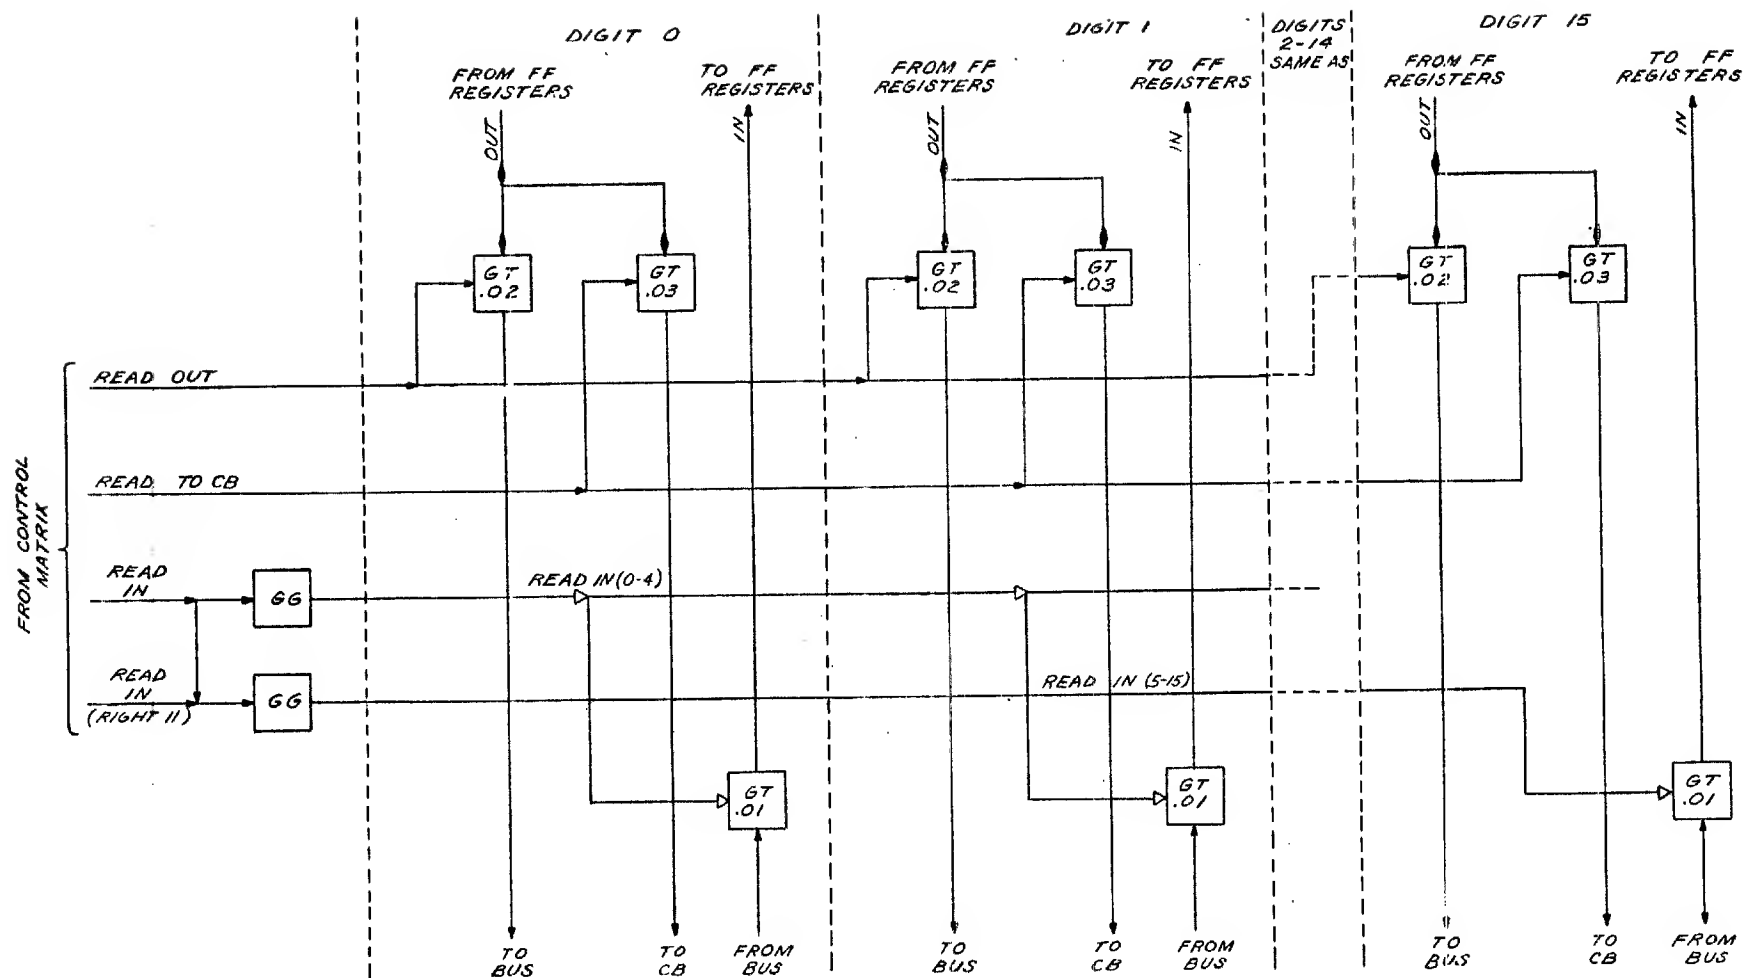 DIGIT 0
DIGIT 1
DIGITS
2-14
SAME AS
DIGIT 15
FROM FF
REGISTERS
TO FF
REGISTERS
FROM FF
REGISTERS
TO FF
REGISTERS
FROM FF
REGISTERS
TO FF
REGISTERS
OUT
IN
OUT
IN
OUT
IN
GT
.02
GT
.03
GT
.02
GT
.03
GT
.02
GT
.03
FROM CONTROL
MATRIX
READ OUT
READ TO CB
READ
IN
GG
READ IN (0-4)
READ
IN
(RIGHT 11)
GG
READ IN (5-15)
GT
.01
GT
.01
GT
.01
TO
BUS
TO
CB
FROM
BUS
TO
BUS
TO
CB
FROM
BUS
TO
BUS
TO
CB
FROM
BUS